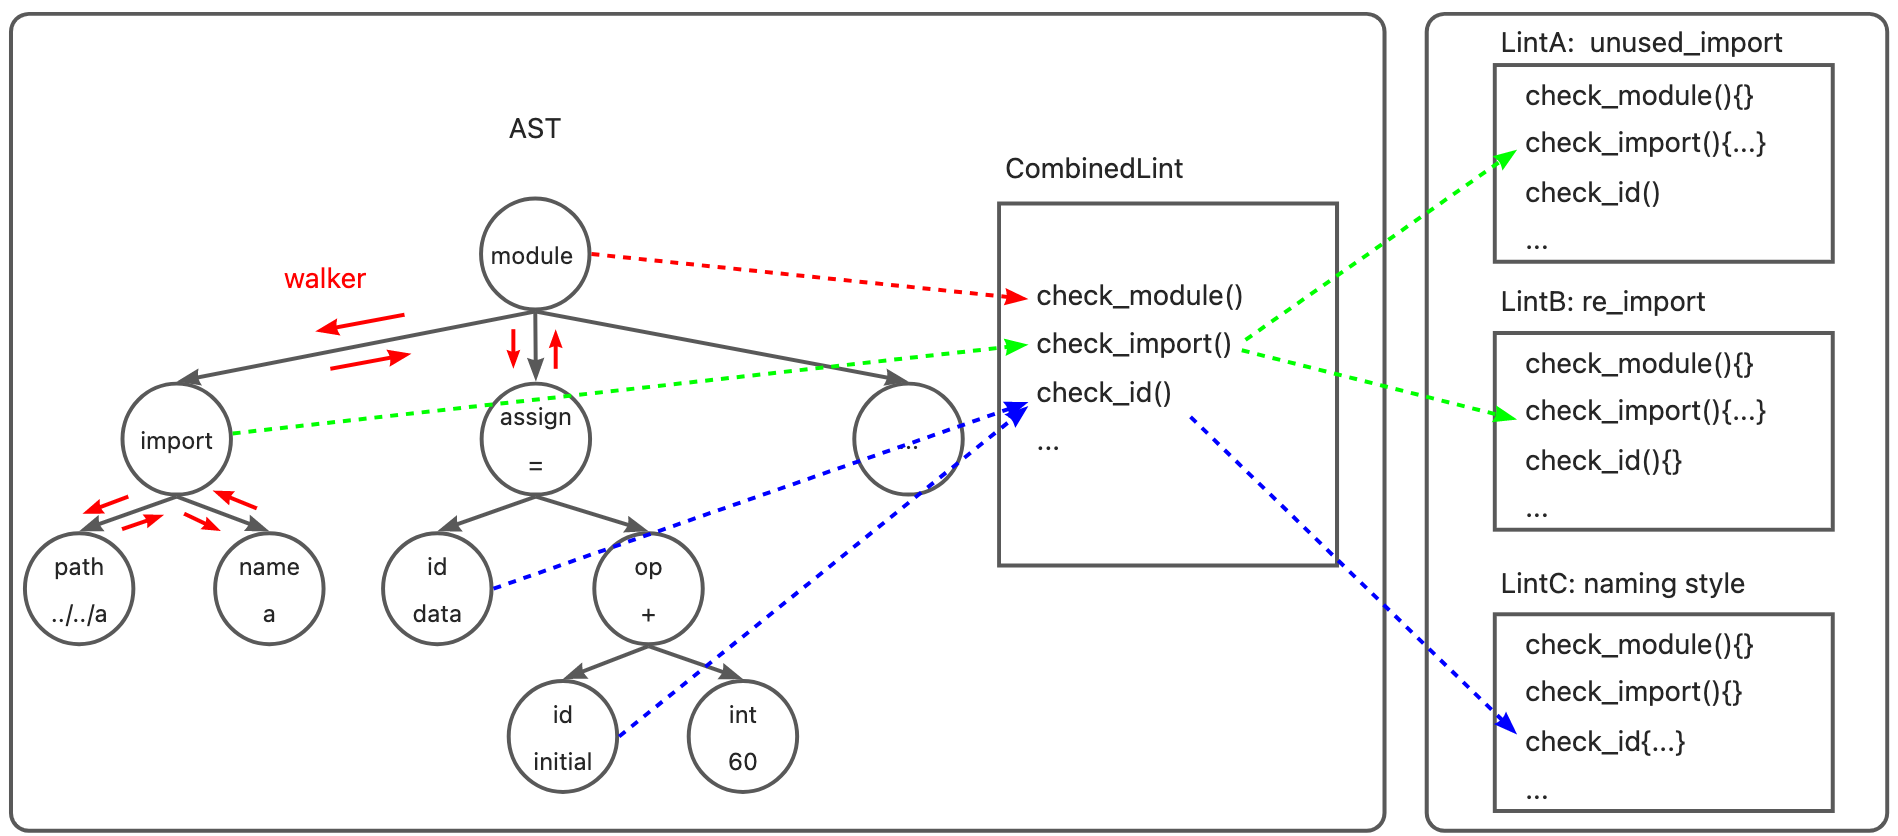 AST
walker
module
import
assign
=
..
path
../../a
name
a
id
data
op
+
id
initial
int
60
CombinedLint
check_module()
check_import()
check_id()
...
LintA:  unused_import
check_module(){}
check_import(){...}
check_id()
...
LintB: re_import
check_module(){}
check_import(){...}
check_id(){}
...
LintC: naming style
check_module(){}
check_import(){}
check_id{...}
...